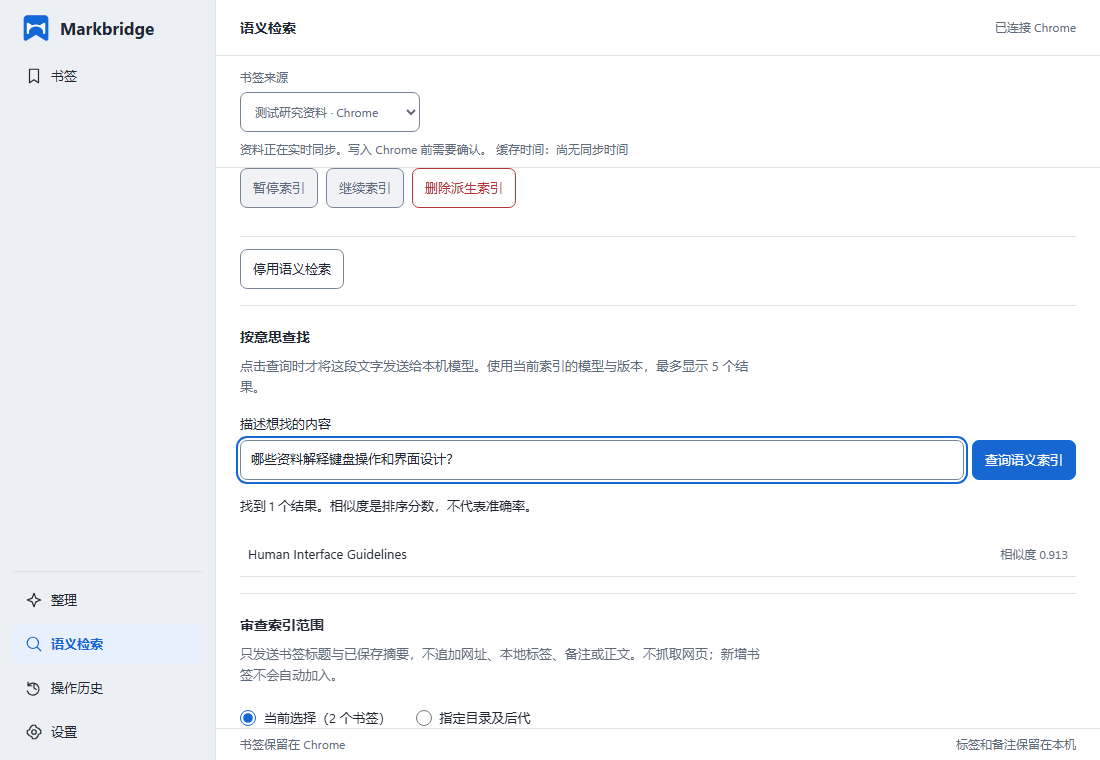 Markbridge
书签
整理
语义检索
操作历史
设置
语义检索
已连接 Chrome
书签来源
测试研究资料 · Chrome
资料正在实时同步。写入 Chrome 前需要确认。 缓存时间：尚无同步时间
暂停索引 继续索引 删除派生索引
停用语义检索
按意思查找
点击查询时才将这段文字发送给本机模型。使用当前索引的模型与版本，最多显示 5 个结
果。
描述想找的内容
哪些资料解释键盘操作和界面设计？ 查询语义索引
找到 1 个结果。相似度是排序分数，不代表准确率。
Human Interface Guidelines 相似度 0.913
审查索引范围
只发送书签标题与已保存摘要，不追加网址、本地标签、备注或正文。不抓取网页；新增书
签不会自动加入。
当前选择（2 个书签） 指定目录及后代
书签保留在 Chrome 标签和备注保留在本机